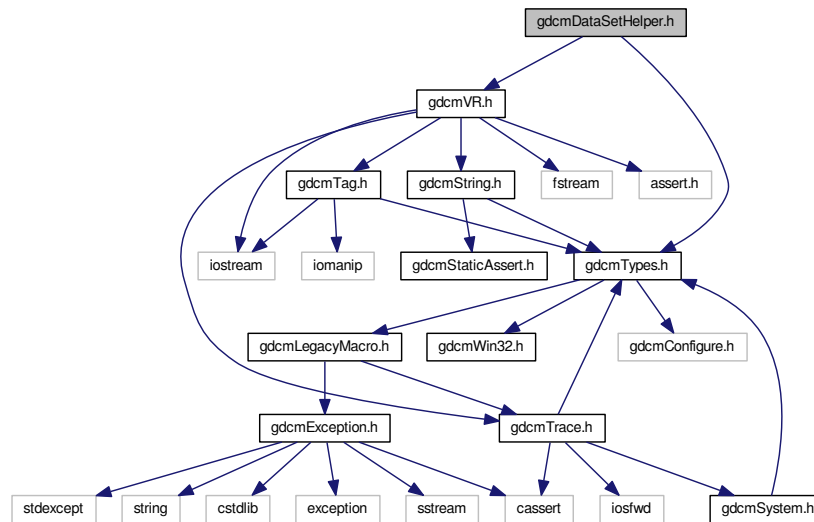 gdcmDataSetHelper.h
gdcmVR.h
gdcmTag.h
gdcmString.h
fstream
assert.h
iostream
iomanip
gdcmStaticAssert.h
gdcmTypes.h
gdcmLegacyMacro.h
gdcmWin32.h
gdcmConfigure.h
gdcmException.h
gdcmTrace.h
stdexcept
string
cstdlib
exception
sstream
cassert
iosfwd
gdcmSystem.h